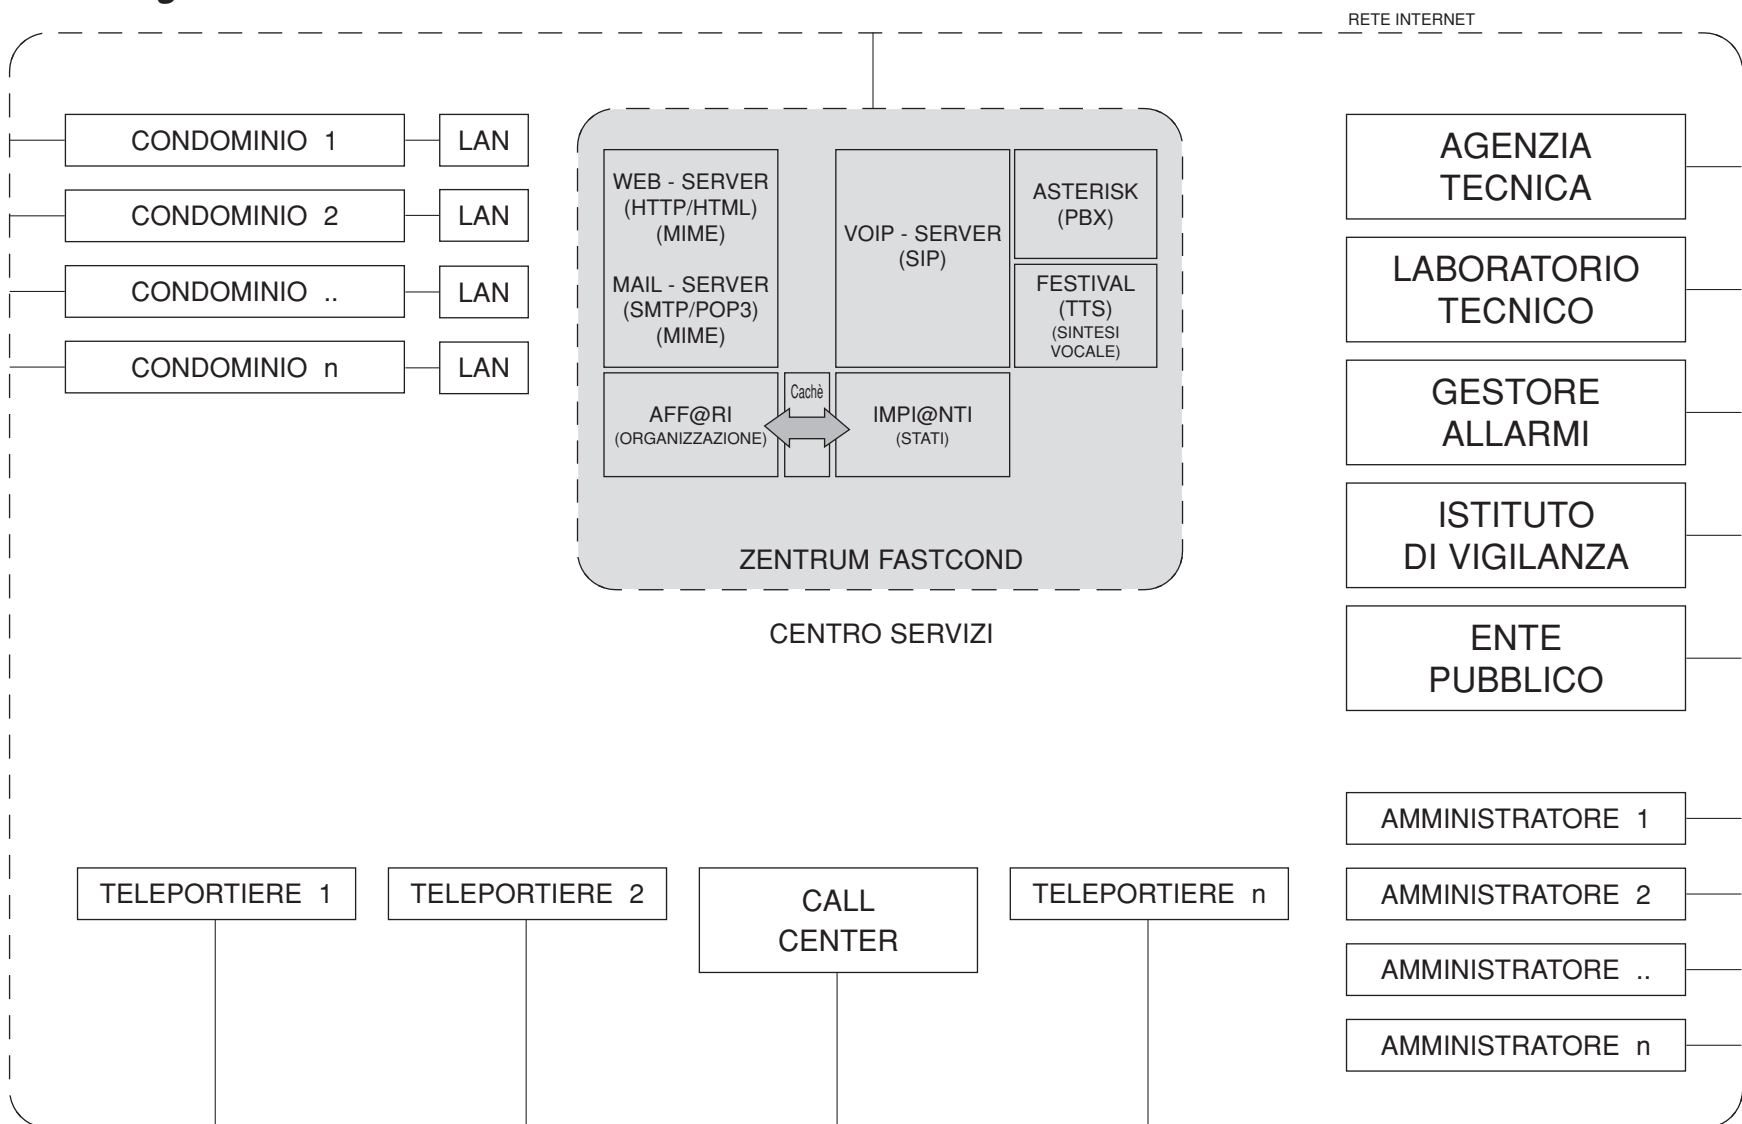 RETE INTERNET
CONDOMINIO 1
LAN
CONDOMINIO 2
LAN
CONDOMINIO ..
LAN
CONDOMINIO n
LAN
WEB - SERVER
(HTTP/HTML)
(MIME)
MAIL - SERVER
(SMTP/POP3)
(MIME)
VOIP - SERVER
(SIP)
ASTERISK
(PBX)
FESTIVAL
(TTS)
(SINTESI
VOCALE)
AFF@RI
(ORGANIZZAZIONE)
Cachè
IMPI@NTI
(STATI)
ZENTRUM FASTCOND
CENTRO SERVIZI
AGENZIA
TECNICA
LABORATORIO
TECNICO
GESTORE
ALLARMI
ISTITUTO
DI VIGILANZA
ENTE
PUBBLICO
AMMINISTRATORE 1
AMMINISTRATORE 2
AMMINISTRATORE ..
AMMINISTRATORE n
TELEPORTIERE 1
TELEPORTIERE 2
CALL
CENTER
TELEPORTIERE n